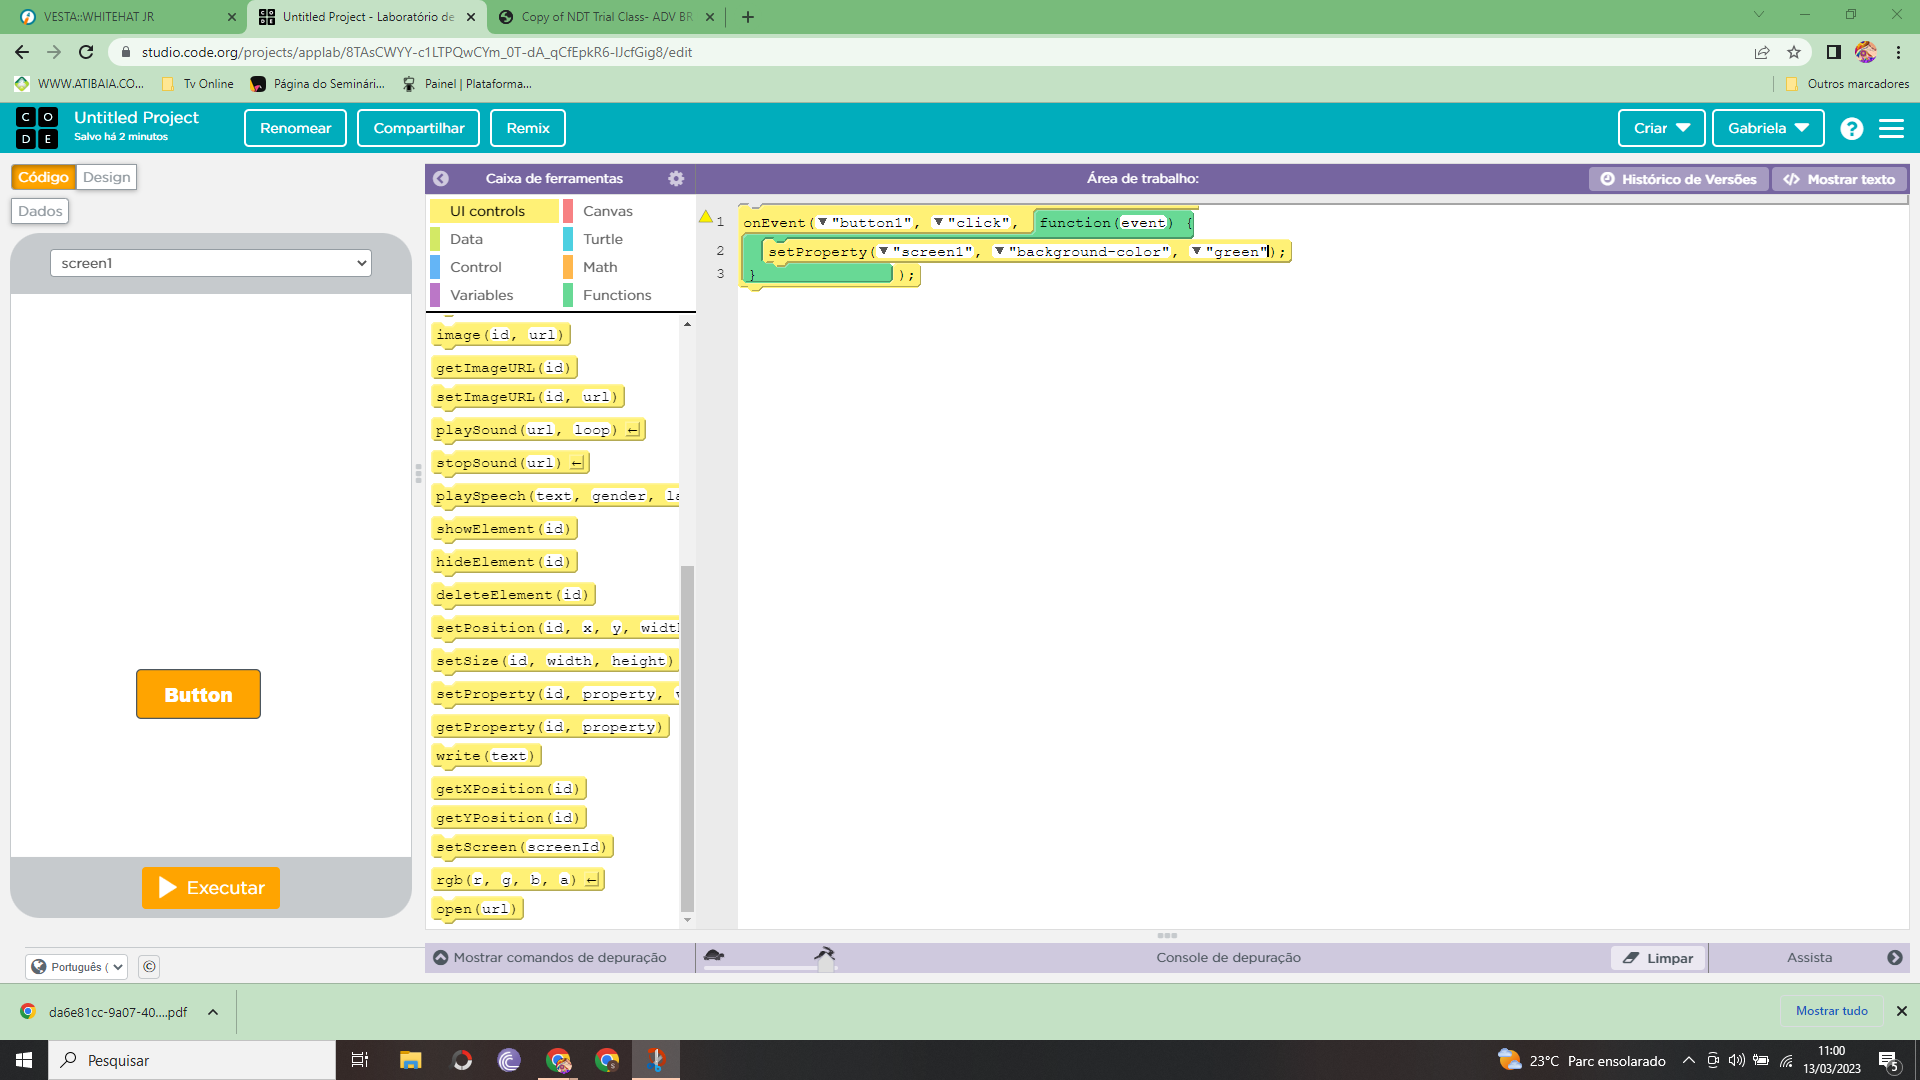 VESTA::WHITEHAT JR
Untitled Project - Laboratório de
Copy of NDT Trial Class- ADV BR
studio.code.org/projects/applab/8TAsCWYY-c1LTPQwCYm_0T-dA_qCfEpkR6-lJcfGig8/edit
WWW.ATIBAIA.CO...
Tv Online
Página do Seminári...
Painel | Plataforma...
Outros marcadores
C O D E
Untitled Project
Salvo há 2 minutos
Renomear
Compartilhar
Remix
Criar
Gabriela
?
Código
Design
Dados
screen1
Button
Executar
Caixa de ferramentas
UI controls
Canvas
Data
Turtle
Control
Math
Variables
Functions
image(id, url)
getImageURL(id)
setImageURL(id, url)
playSound(url, loop)
stopSound(url)
playSpeech(text, gender, la
showElement(id)
hideElement(id)
deleteElement(id)
setPosition(id, x, y, width
setSize(id, width, height)
setProperty(id, property, v
getProperty(id, property)
write(text)
getXPosition(id)
getYPosition(id)
setScreen(screenId)
rgb(r, g, b, a)
open(url)
Área de trabalho:
Histórico de Versões
</> Mostrar texto
1 onEvent("button1", "click", function(event) {
2 setProperty("screen1", "background-color", "green");
3 } );
Português (
©
Mostrar comandos de depuração
Console de depuração
Limpar
Assista
da6e81cc-9a07-40....pdf
Mostrar tudo
Pesquisar
23°C Parc ensolarado
11:00
13/03/2023
5